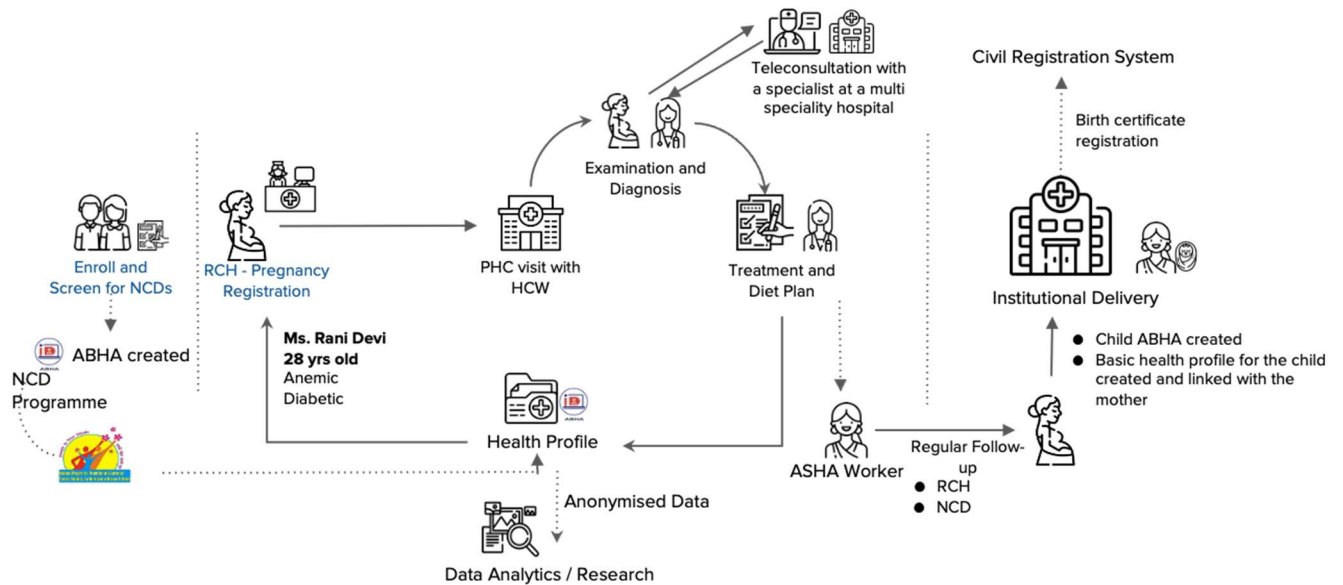 Teleconsultation with
a specialist at a multi
speciality hospital
Civil Registration System
Birth certificate
registration
Examination and
Diagnosis
Enroll and
Screen for NCDs
RCH - Pregnancy
Registration
PHC visit with
HCW
Treatment and
Diet Plan
Institutional Delivery
ABHA created
ABHA
NCD
Programme
Ms. Rani Devi
28 yrs old
Anemic
Diabetic
● Child ABHA created
● Basic health profile for the child
created and linked with the
mother
ABHA
Health Profile
ASHA Worker
Regular Follow-
up
● RCH
● NCD
Anonymised Data
Data Analytics / Research